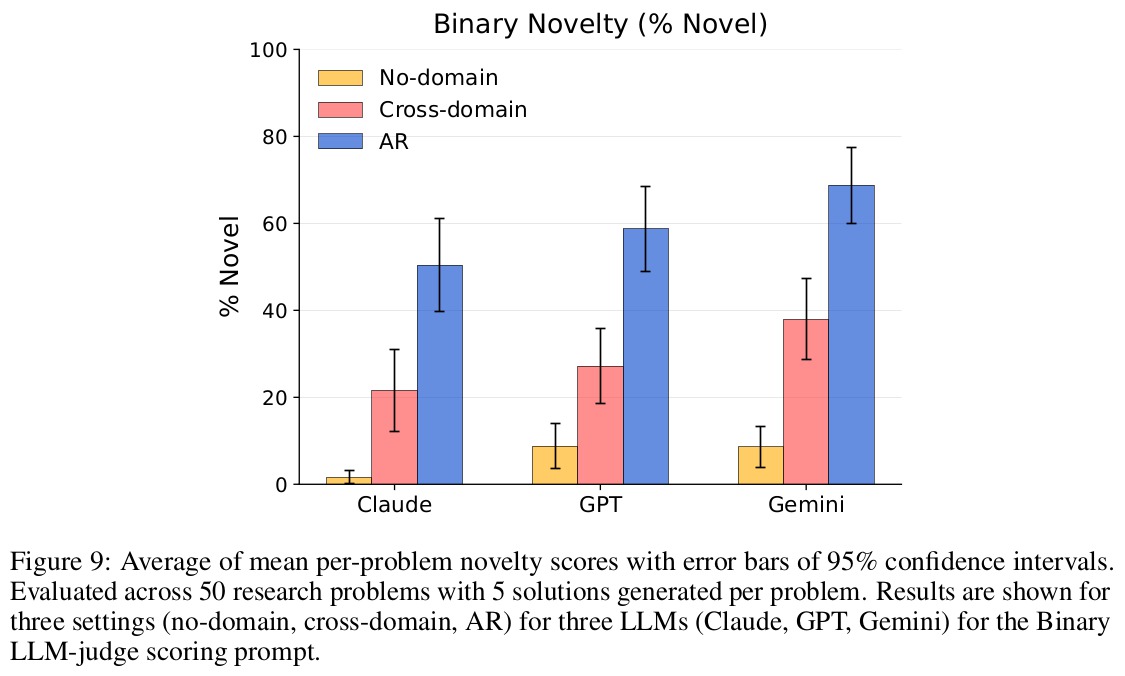 Binary Novelty (% Novel)
100
80
60
40
20
0
% Novel
No-domain
Cross-domain
AR
Claude
GPT
Gemini
Figure 9: Average of mean per-problem novelty scores with error bars of 95% confidence intervals.
Evaluated across 50 research problems with 5 solutions generated per problem. Results are shown for
three settings (no-domain, cross-domain, AR) for three LLMs (Claude, GPT, Gemini) for the Binary
LLM-judge scoring prompt.